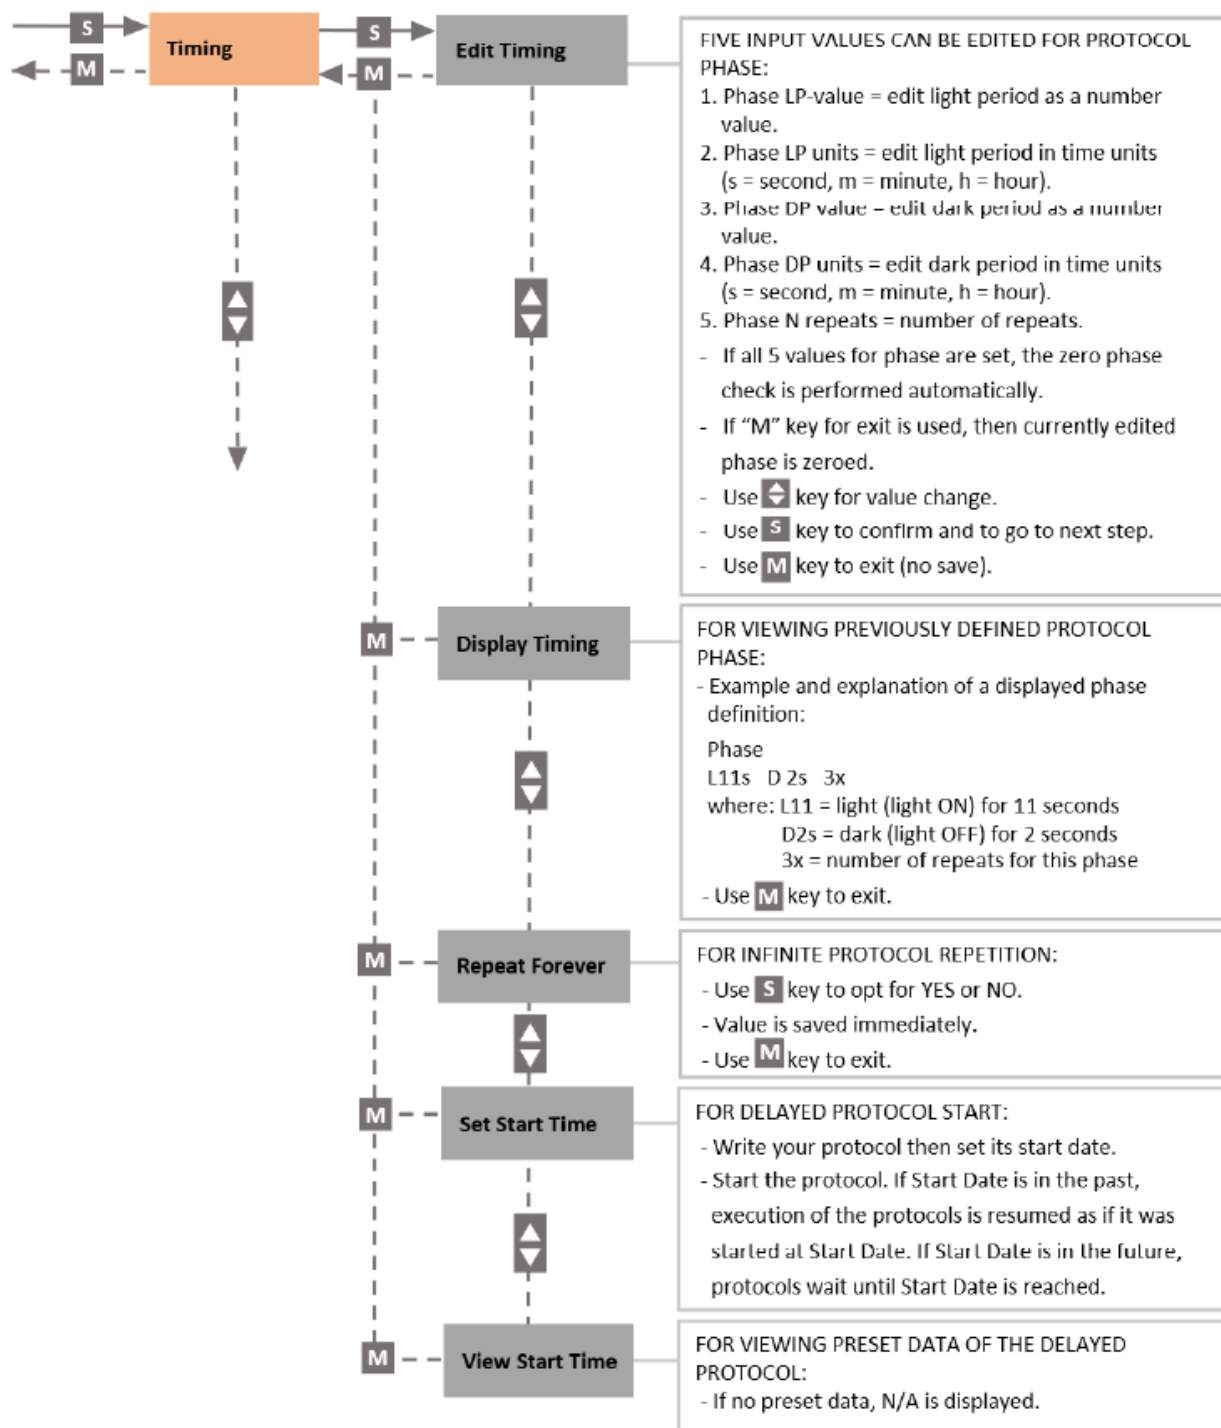 S
Timing
S
Edit Timing
M
M
FIVE INPUT VALUES CAN BE EDITED FOR PROTOCOL
PHASE:
1. Phase LP-value = edit light period as a number
value.
2. Phase LP units = edit light period in time units
(s = second, m = minute, h = hour).
3. Phase DP value = edit dark period as a number
value.
4. Phase DP units = edit dark period in time units
(s = second, m = minute, h = hour).
5. Phase N repeats = number of repeats.
- If all 5 values for phase are set, the zero phase
check is performed automatically.
- If “M” key for exit is used, then currently edited
phase is zeroed.
- Use key for value change.
- Use S key to confirm and to go to next step.
- Use M key to exit (no save).
M
Display Timing
FOR VIEWING PREVIOUSLY DEFINED PROTOCOL
PHASE:
- Example and explanation of a displayed phase
definition:
Phase
L11s D 2s 3x
where: L11 = light (light ON) for 11 seconds
D2s = dark (light OFF) for 2 seconds
3x = number of repeats for this phase
- Use M key to exit.
M
Repeat Forever
FOR INFINITE PROTOCOL REPETITION:
- Use S key to opt for YES or NO.
- Value is saved immediately.
- Use M key to exit.
M
Set Start Time
FOR DELAYED PROTOCOL START:
- Write your protocol then set its start date.
- Start the protocol. If Start Date is in the past,
execution of the protocols is resumed as if it was
started at Start Date. If Start Date is in the future,
protocols wait until Start Date is reached.
M
View Start Time
FOR VIEWING PRESET DATA OF THE DELAYED
PROTOCOL:
- If no preset data, N/A is displayed.